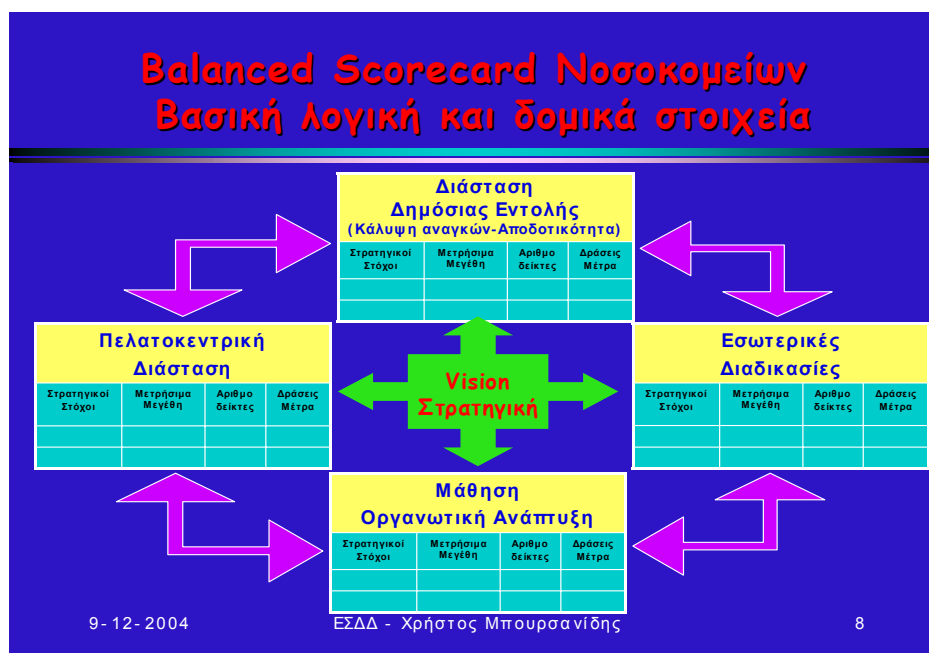 Balanced Scorecard Νοσοκομείων
Βασική λογική και δομικά στοιχεία
Διάσταση
Δημόσιας Εντολής
(Κάλυψη αναγκών-Αποδοτικότητα)
Στρατηγικοί Μετρήσιμα Αριθμο Δράσεις
Στόχοι Μεγέθη δείκτες Μέτρα
Πελατοκεντρική
Διάσταση
Στρατηγικοί Μετρήσιμα Αριθμο Δράσεις
Στόχοι Μεγέθη δείκτες Μέτρα
Vision
Στρατηγική
Εσωτερικές
Διαδικασίες
Στρατηγικοί Μετρήσιμα Αριθμο Δράσεις
Στόχοι Μεγέθη δείκτες Μέτρα
Μάθηση
Οργανωτική Ανάπτυξη
Στρατηγικοί Μετρήσιμα Αριθμο Δράσεις
Στόχοι Μεγέθη δείκτες Μέτρα
9-12-2004 ΕΣΔΔ - Χρήστος Μπουρσανίδης 8